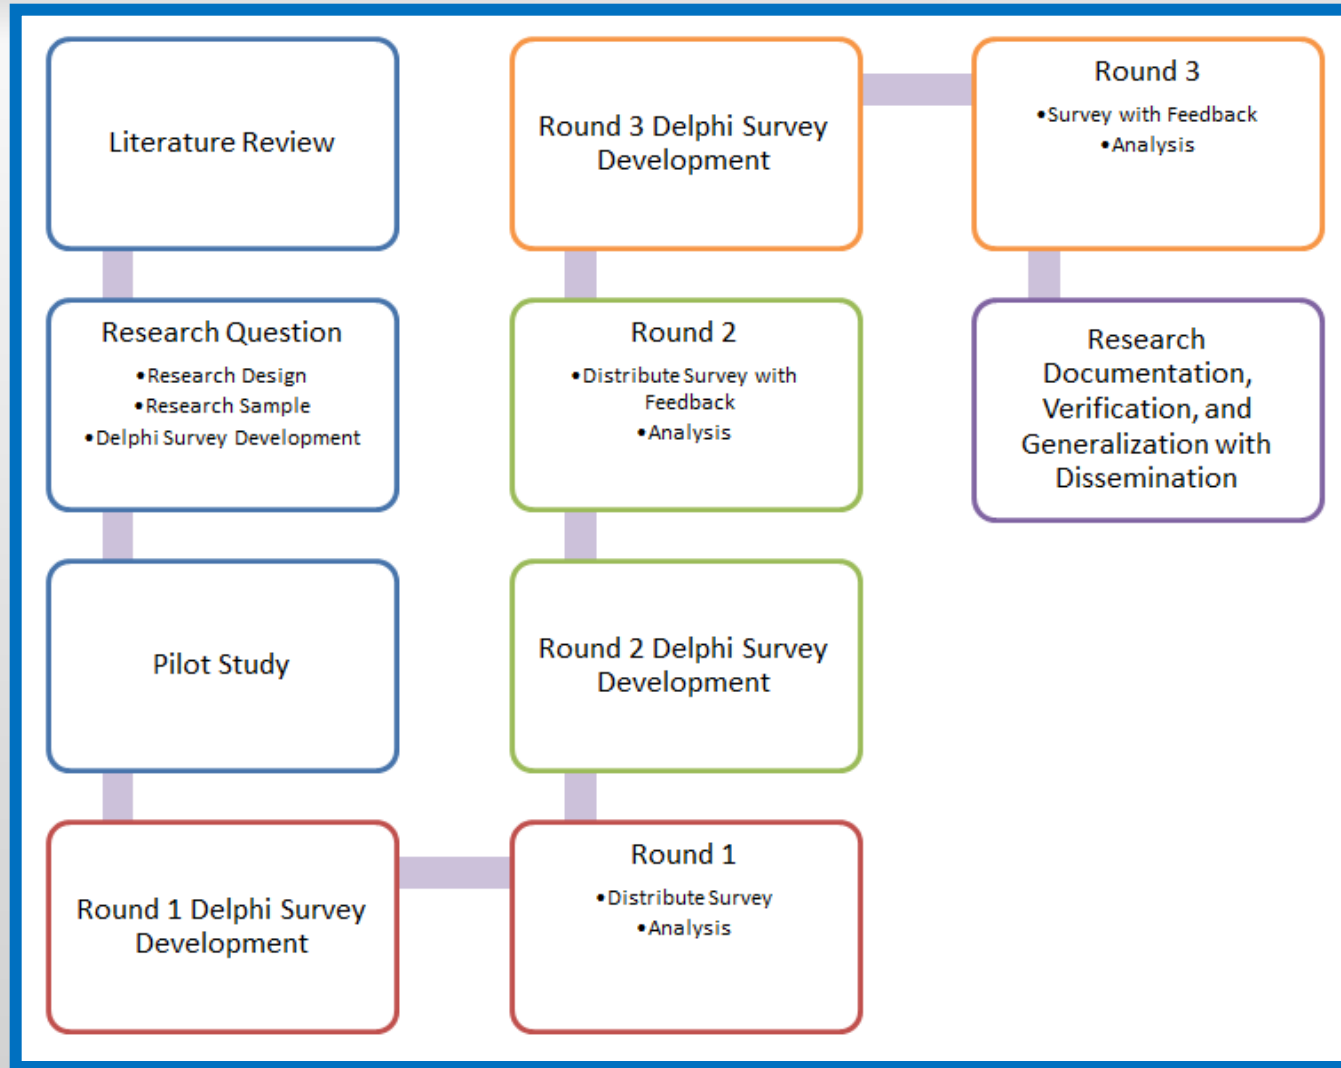 Literature Review
Research Question
•Research Design
•Research Sample
•Delphi Survey Development
Pilot Study
Round 1 Delphi Survey
Development
Round 1
•Distribute Survey
•Analysis
Round 2 Delphi Survey
Development
Round 2
•Distribute Survey with
Feedback
•Analysis
Round 3 Delphi Survey
Development
Round 3
•Survey with Feedback
•Analysis
Research
Documentation,
Verification, and
Generalization with
Dissemination